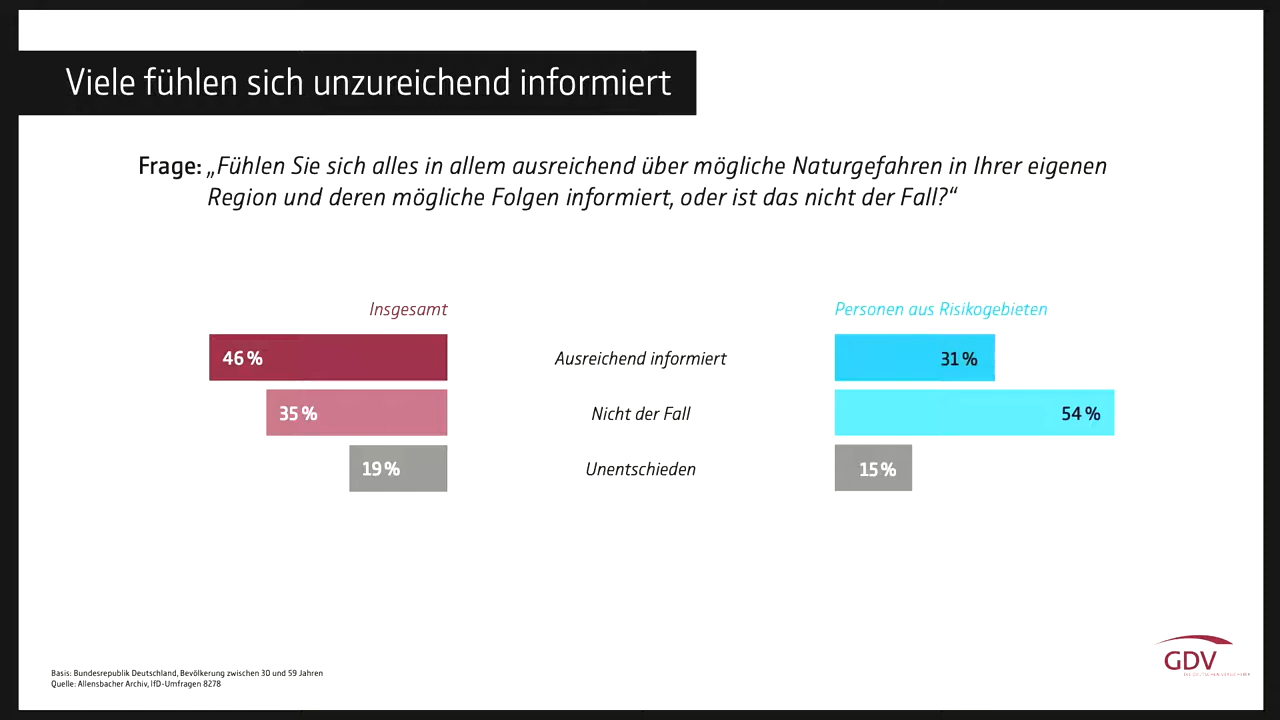 Viele fühlen sich unzureichend informiert
Frage: „Fühlen Sie sich alles in allem ausreichend über mögliche Naturgefahren in Ihrer eigenen
Region und deren mögliche Folgen informiert, oder ist das nicht der Fall?“
Insgesamt
Personen aus Risikogebieten
46 % Ausreichend informiert 31 %
35 % Nicht der Fall 54 %
19 % Unentschieden 15 %
Basis: Bundesrepublik Deutschland, Bevölkerung zwischen 30 und 59 Jahren
Quelle: Allensbacher Archiv, IfD-Umfragen 8278
GDV